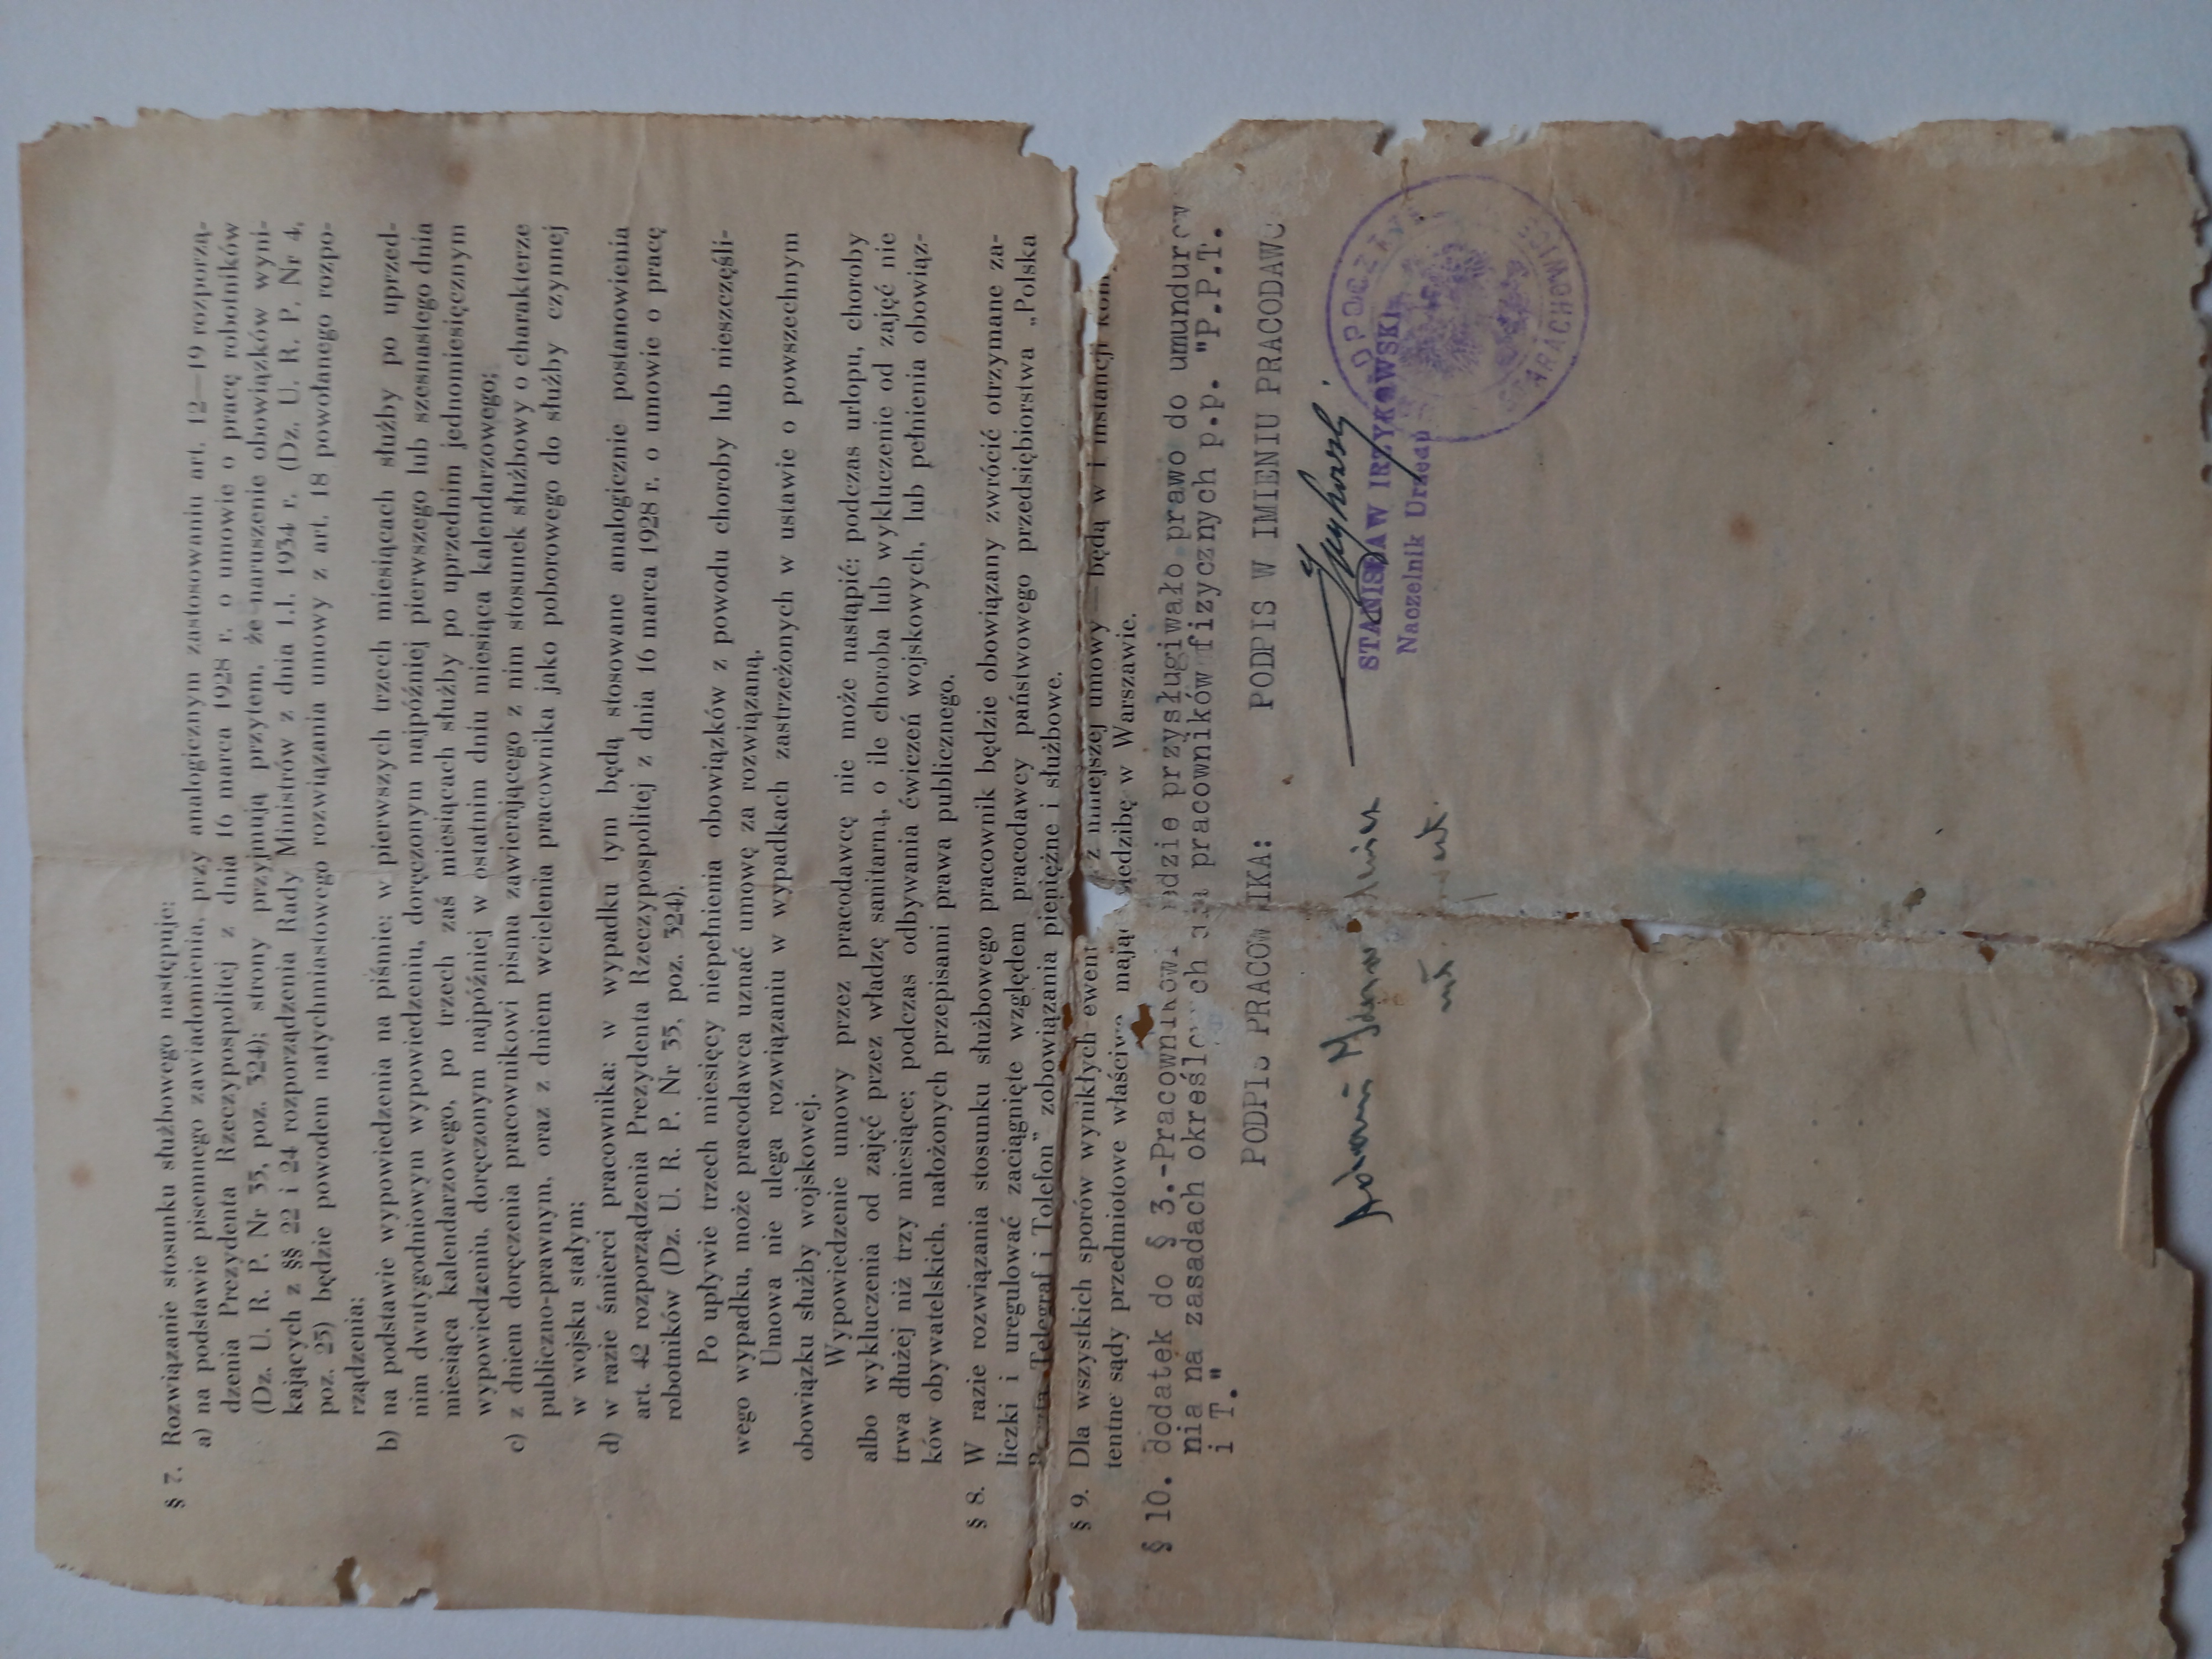 § 7. Rozwiązanie stosunku służbowego następuje:
a) na podstawie pisemnego zawiadomienia, przy analogicznym zastosowaniu art. 12—19 rozporzą-
dzenia Prezydenta Rzeczypospolitej z dnia 16 marca 1928 r. o umowie o pracę robotników
(Dz. U. R. P. Nr 35, poz. 324); strony przyjmują przytem, że naruszenie obowiązków wyni-
kających z §§ 22 i 24 rozporządzenia Rady Ministrów z dnia 1.I. 1934 r. (Dz. U. R. P. Nr 4,
poz. 25) będzie powodem natychmiastowego rozwiązania umowy z art. 18 powołanego rozpo-
rządzenia;
b) na podstawie wypowiedzenia na piśmie: w pierwszych trzech miesiącach służby po uprzed-
nim dwutygodniowym wypowiedzeniu, doręczonym najpóźniej pierwszego lub szesnastego dnia
miesiąca kalendarzowego, po trzech zaś miesiącach służby po uprzednim jednomiesięcznym
wypowiedzeniu, doręczonym najpóźniej w ostatnim dniu miesiąca kalendarzowego;
c) z dniem doręczenia pracownikowi pisma zawierającego z nim stosunek służbowy o charakterze
publiczno-prawnym, oraz z dniem wcielenia pracownika jako poborowego do służby czynnej
w wojsku stałym;
d) w razie śmierci pracownika: w wypadku tym będą stosowane analogicznie postanowienia
art. 42 rozporządzenia Prezydenta Rzeczypospolitej z dnia 16 marca 1928 r. o umowie o pracę
robotników (Dz. U. R. P. Nr 35, poz. 324).
Po upływie trzech miesięcy niepełnienia obowiązków z powodu choroby lub nieszczęśli-
wego wypadku, może pracodawca uznać umowę za rozwiązaną.
Umowa nie ulega rozwiązaniu w wypadkach zastrzeżonych w ustawie o powszechnym
obowiązku służby wojskowej.
Wypowiedzenie umowy przez pracodawcę nie może nastąpić: podczas urlopu, choroby
albo wykluczenia od zajęć przez władzę sanitarną, o ile choroba lub wykluczenie od zajęć nie
trwa dłużej niż trzy miesiące; podczas odbywania ćwiczeń wojskowych, lub pełnienia obowiąz-
ków obywatelskich, nałożonych przepisami prawa publicznego.
§ 8. W razie rozwiązania stosunku służbowego pracownik będzie obowiązany zwrócić otrzymane za-
liczki i uregulować zaciągnięte względem pracodawcy państwowego przedsiębiorstwa „Polska
Poczta, Telegraf i Telefon” zobowiązania pieniężne i służbowe.
§ 9. Dla wszystkich sporów wynikłych z niniejszej umowy — będą w I instancji
tentne sądy przedmiotowe siedzibę w Warszawie.
§ 10. dodatek do § 3.-Pracownikowi będzie przysługiwało prawo do
nia na zasadach dla pracowników fizycznych p.p. "P.P.T.
i T."
PODPIS PRACOWNIKA: PODPIS W IMIENIU PRACODAWC
STANISŁAW IRZYKOWSKI
Naczelnik Urzędu